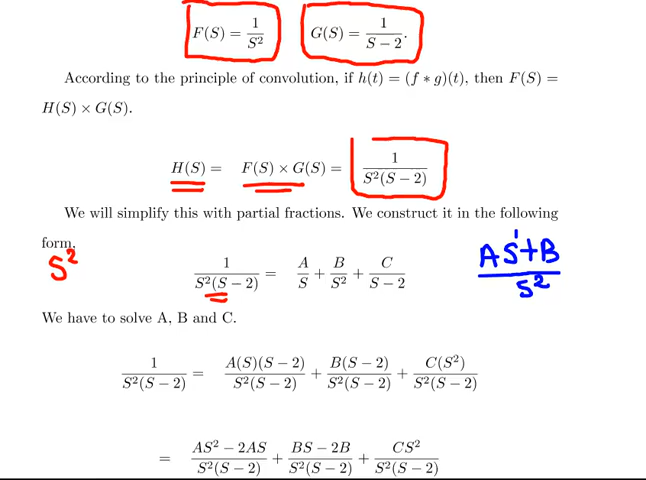 F(S) = 1/S² G(S) = 1/(S − 2).
According to the principle of convolution, if h(t) = (f ∗ g)(t), then F(S) =
H(S) × G(S).
H(S) = F(S) × G(S) = 1/(S²(S − 2))
We will simplify this with partial fractions. We construct it in the following
form.
S²
1/(S²(S − 2)) = A/S + B/S² + C/(S − 2)
(AS¹+B)/S²
We have to solve A, B and C.
1/(S²(S − 2)) = A(S)(S − 2)/(S²(S − 2)) + B(S − 2)/(S²(S − 2)) + C(S²)/(S²(S − 2))
= (AS² − 2AS)/(S²(S − 2)) + (BS − 2B)/(S²(S − 2)) + CS²/(S²(S − 2))